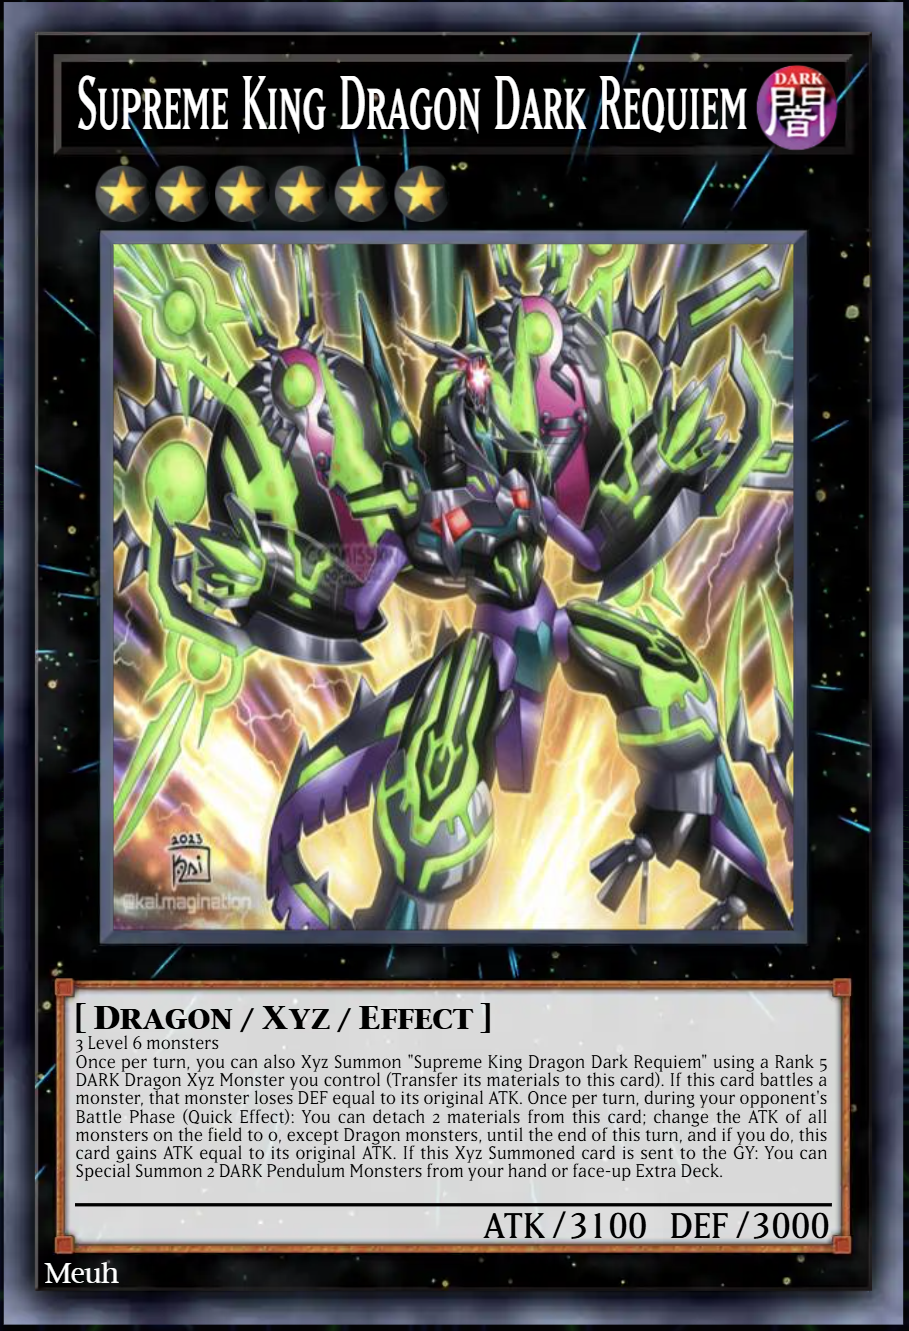 Supreme King Dragon Dark Requiem
DARK
闇
2023
Kai
@kai.magination
[ Dragon / Xyz / Effect ]
3 Level 6 monsters
Once per turn, you can also Xyz Summon "Supreme King Dragon Dark Requiem" using a Rank 5
DARK Dragon Xyz Monster you control (Transfer its materials to this card). If this card battles a
monster, that monster loses DEF equal to its original ATK. Once per turn, during your opponent's
Battle Phase (Quick Effect): You can detach 2 materials from this card; change the ATK of all
monsters on the field to 0, except Dragon monsters, until the end of this turn, and if you do, this
card gains ATK equal to its original ATK. If this Xyz Summoned card is sent to the GY: You can
Special Summon 2 DARK Pendulum Monsters from your hand or face-up Extra Deck.
ATK/3100 DEF/3000
Meuh